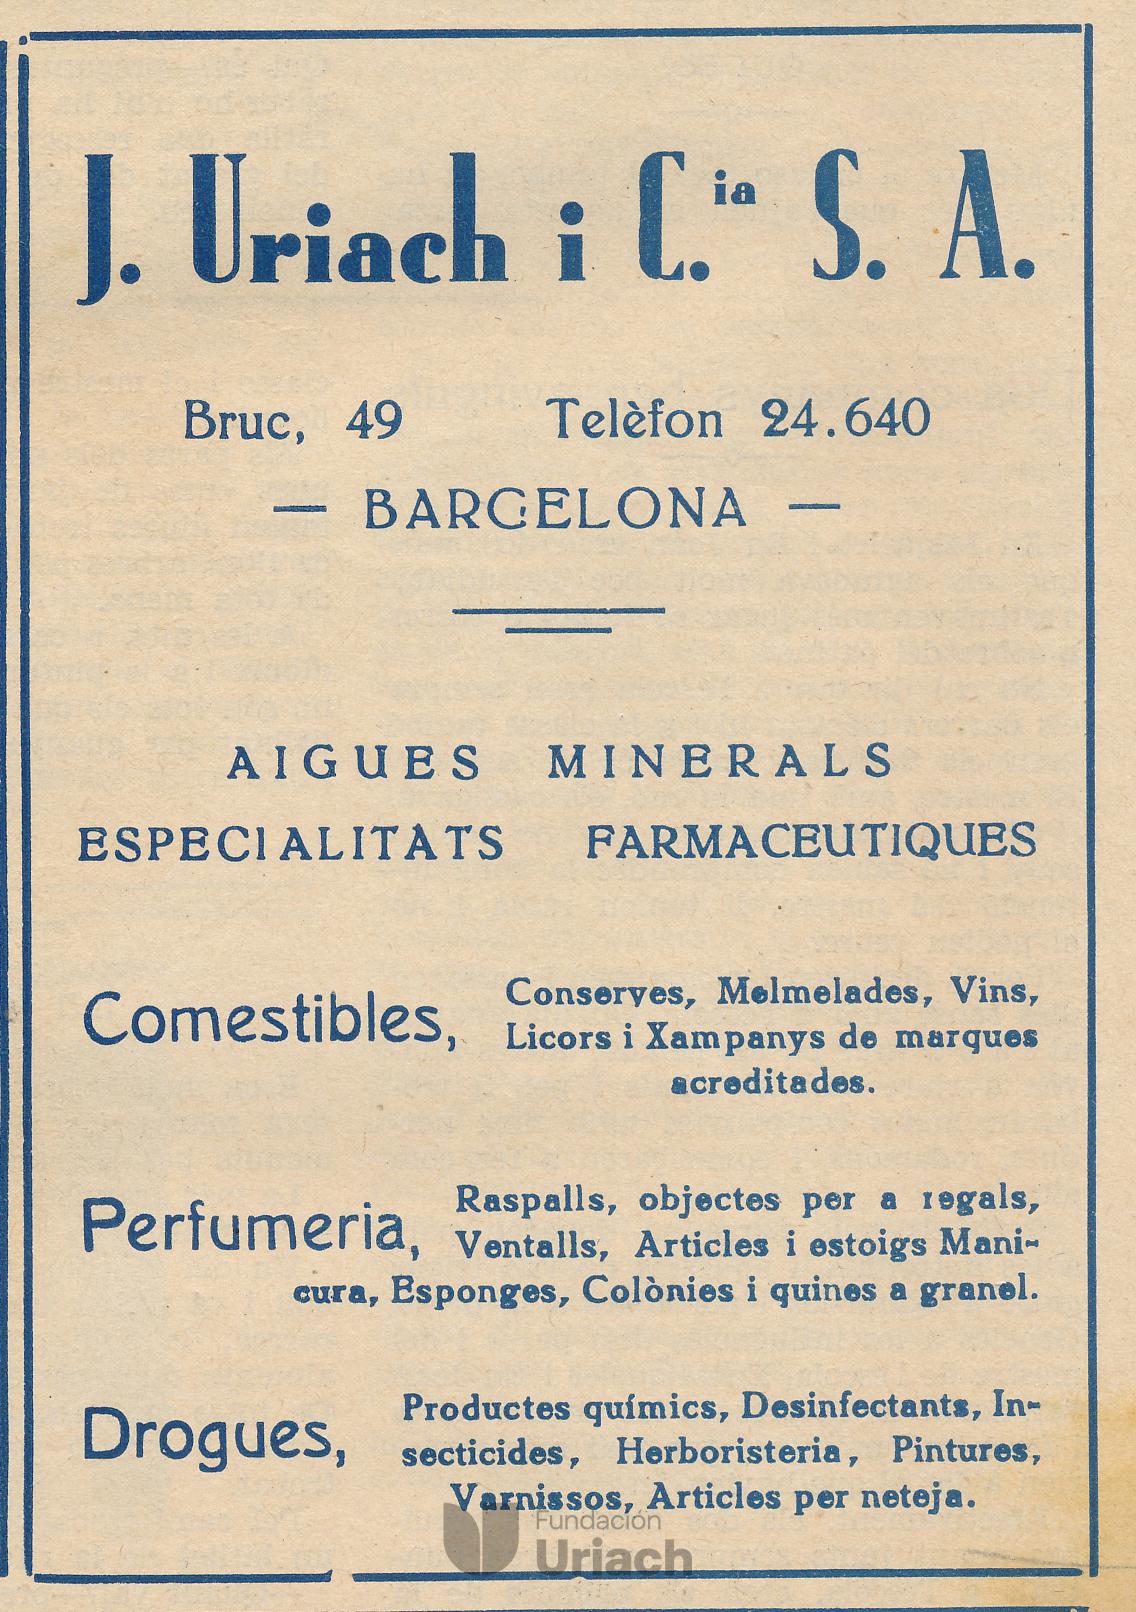 J. Uriach i C.ia S. A.
Bruc, 49 Telèfon 24.640
— BARCELONA —
AIGUES MINERALS
ESPECIALITATS FARMACEUTIQUES
Comestibles,
Conserves, Melmelades, Vins,
Licors i Xampanys de marques
acreditades.
Perfumeria,
Raspalls, objectes per a regals,
Ventalls, Articles i estoigs Mani-
cura, Esponges, Colònies i quines a granel.
Drogues,
Productes químics, Desinfectants, In-
secticides, Herboristeria, Pintures,
Varnissos, Articles per neteja.
Fundación
Uriach